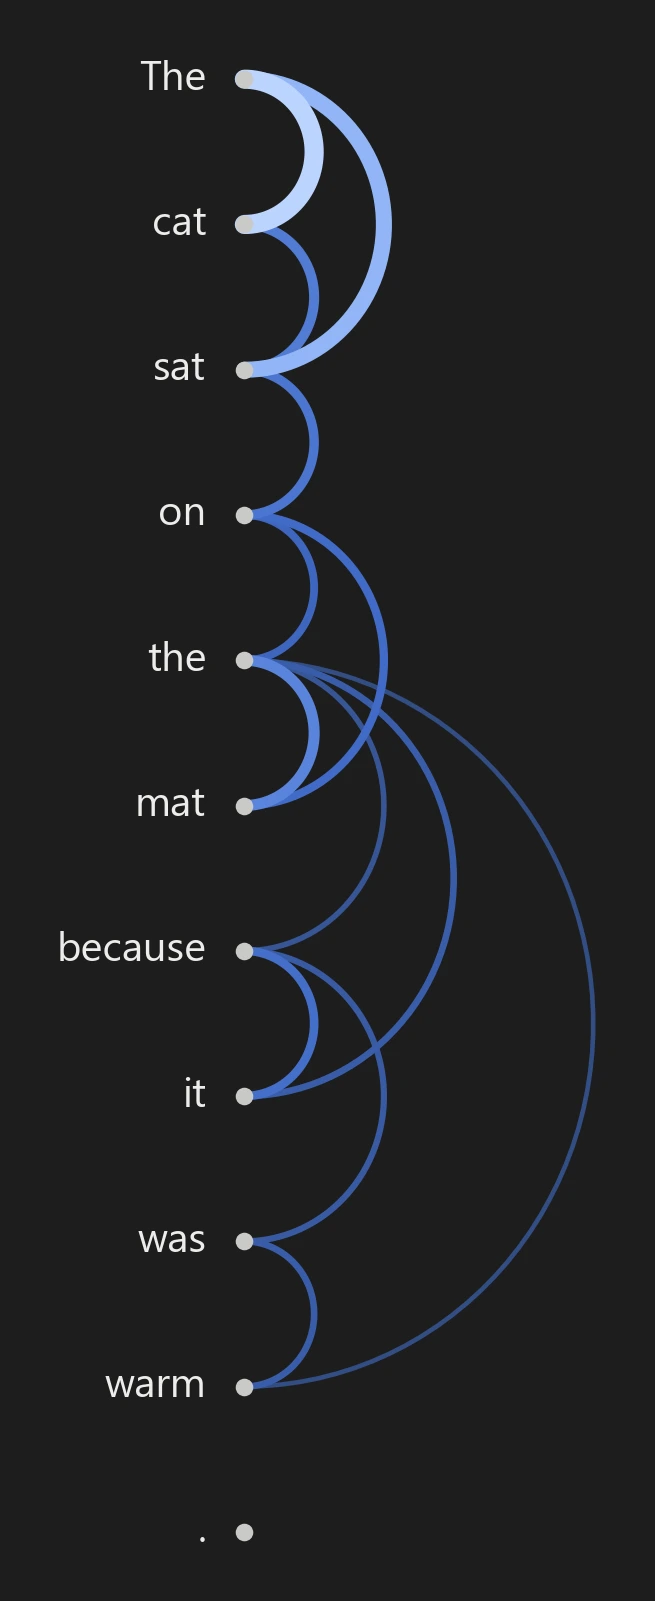 The
cat
sat
on
the
mat
because
it
was
warm
.